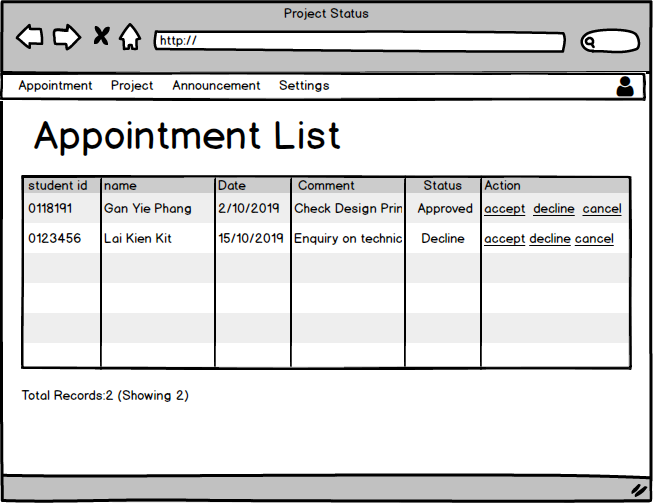 Project Status
http://
Appointment Project Announcement Settings
Appointment List
student id name Date Comment Status Action
0118191 Gan Yie Phang 2/10/2019 Check Design Prin Approved accept decline cancel
0123456 Lai Kien Kit 15/10/2019 Enquiry on technic Decline accept decline cancel
Total Records:2 (Showing 2)